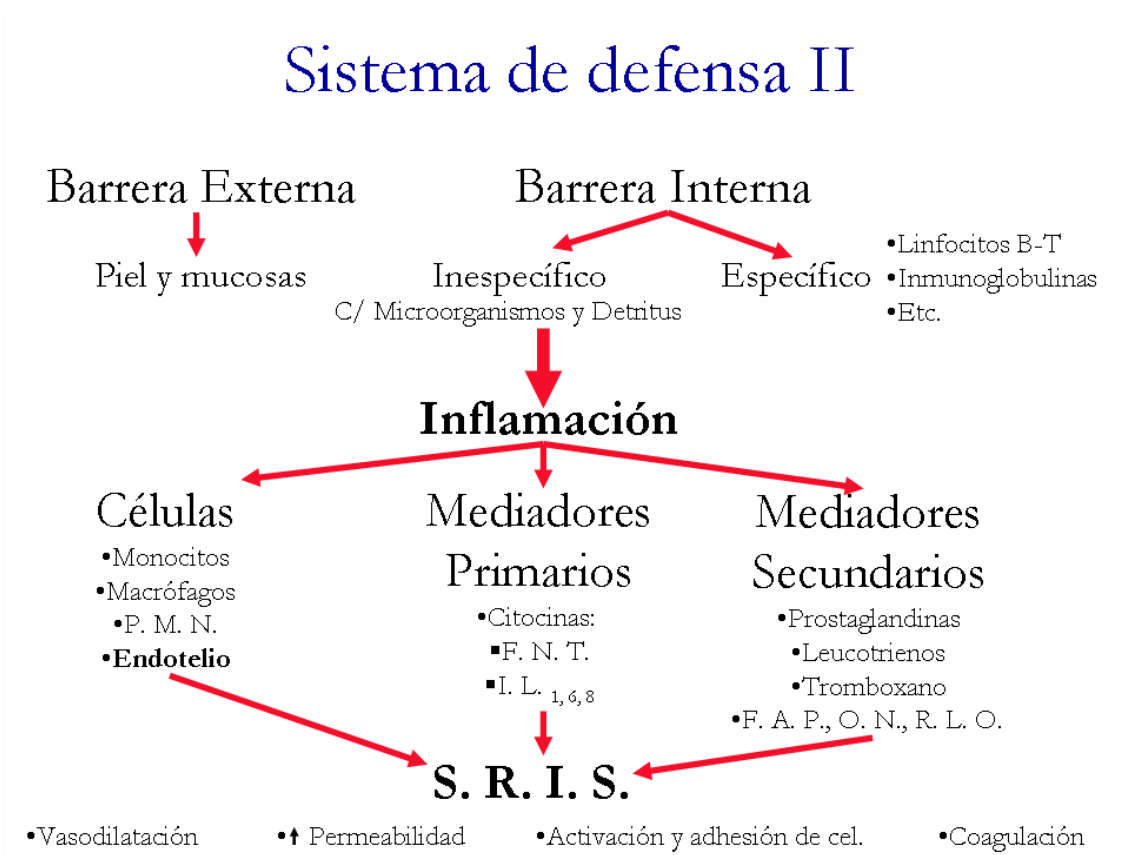 Sistema de defensa II
Barrera Externa
Barrera Interna
Piel y mucosas
Inespecífico
C/ Microorganismos y Detritus
Específico
•Linfocitos B-T
•Inmunoglobulinas
•Etc.
Inflamación
Células
•Monocitos
•Macrófagos
•P. M. N.
•Endotelio
Mediadores
Primarios
•Citocinas:
▪F. N. T.
▪I. L. 1, 6, 8
Mediadores
Secundarios
•Prostaglandinas
•Leucotrienos
•Tromboxano
•F. A. P., O. N., R. L. O.
S. R. I. S.
•Vasodilatación •↑ Permeabilidad •Activación y adhesión de cel. •Coagulación